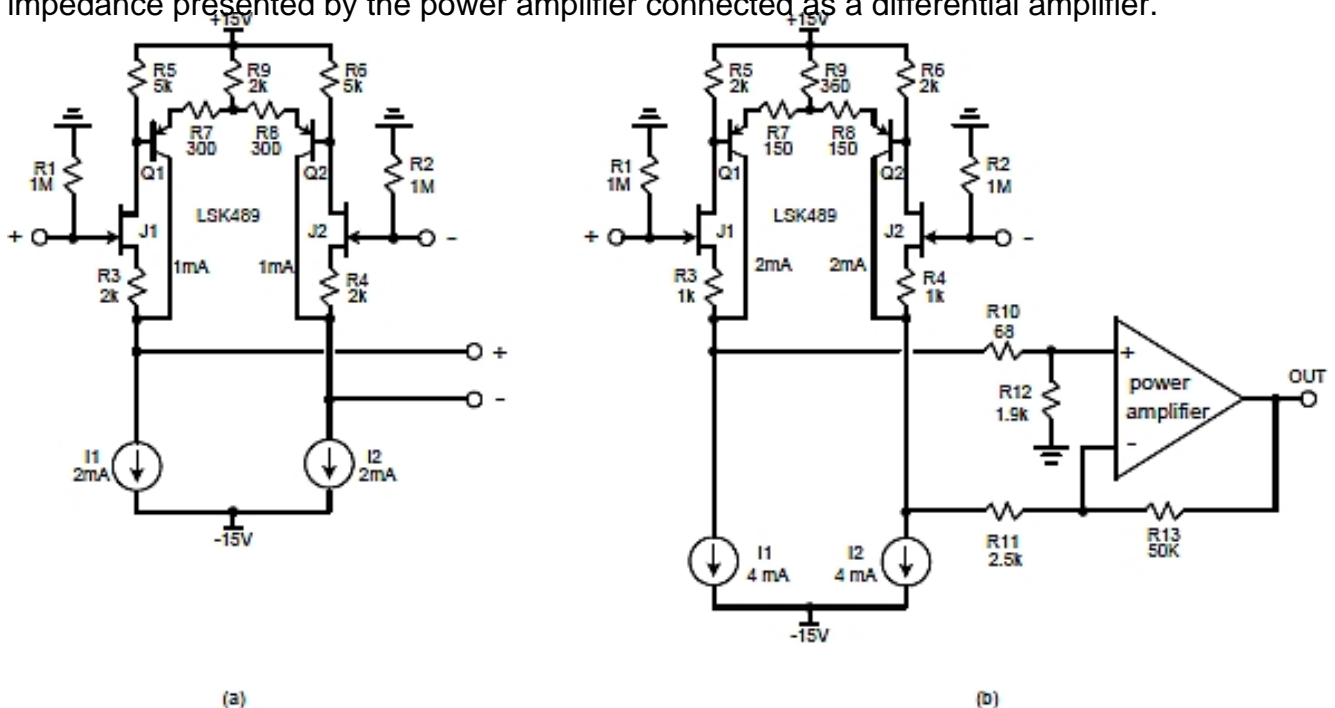 impedance presented by the power amplifier connected as a differential amplifier.
+15V
R5
5k
R9
2k
R6
5k
R7
300
R8
300
R1
1M
Q1
Q2
R2
1M
LSK489
+
J1
J2
-
1mA
1mA
R3
2k
R4
2k
+
-
I1
2mA
I2
2mA
-15V
(a)
+15V
R5
2k
R9
360
R6
2k
R7
150
R8
150
R1
1M
Q1
Q2
R2
1M
LSK489
+
J1
J2
-
2mA
2mA
R3
1k
R4
1k
R10
68
+
R12
1.9k
power
amplifier
OUT
-
R11
2.5k
R13
50K
I1
4 mA
I2
4 mA
-15V
(b)